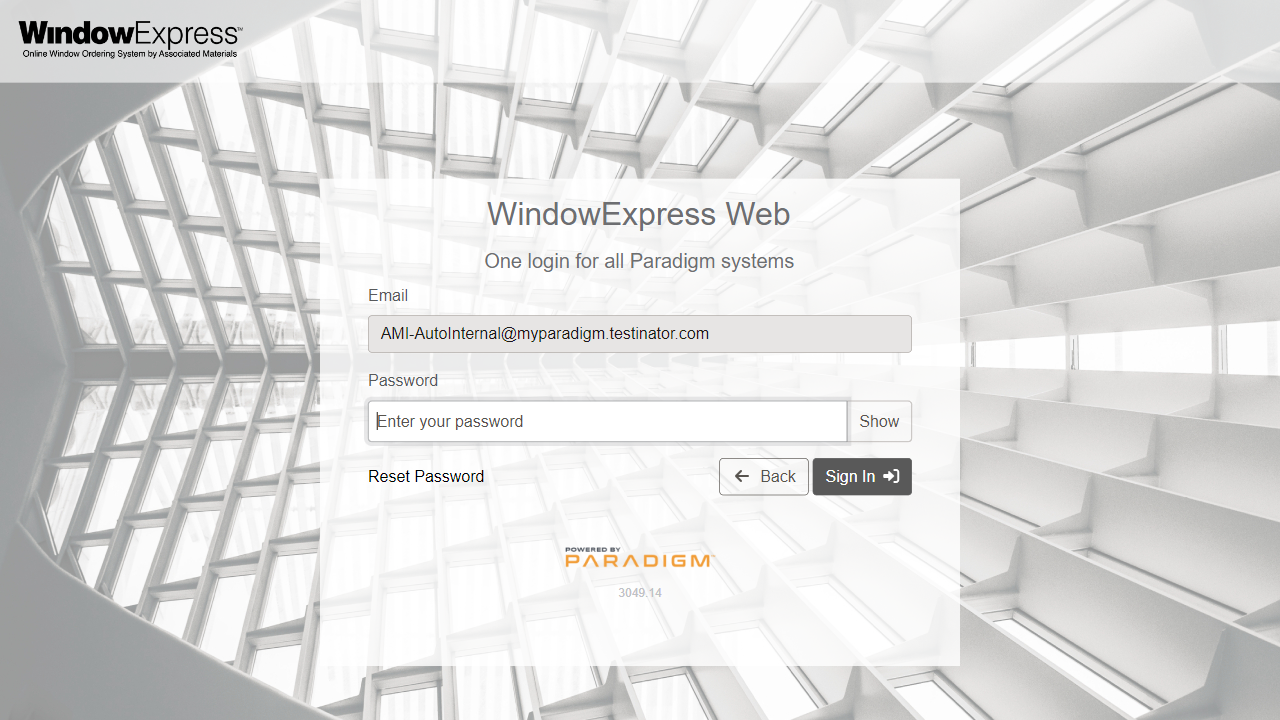 WindowExpress™
Online Window Ordering System by Associated Materials
WindowExpress Web
One login for all Paradigm systems
Email
AMI-AutoInternal@myparadigm.testinator.com
Password
Enter your password
Show
Reset Password
Back
Sign In
POWERED BY
PARADIGM™
3049.14